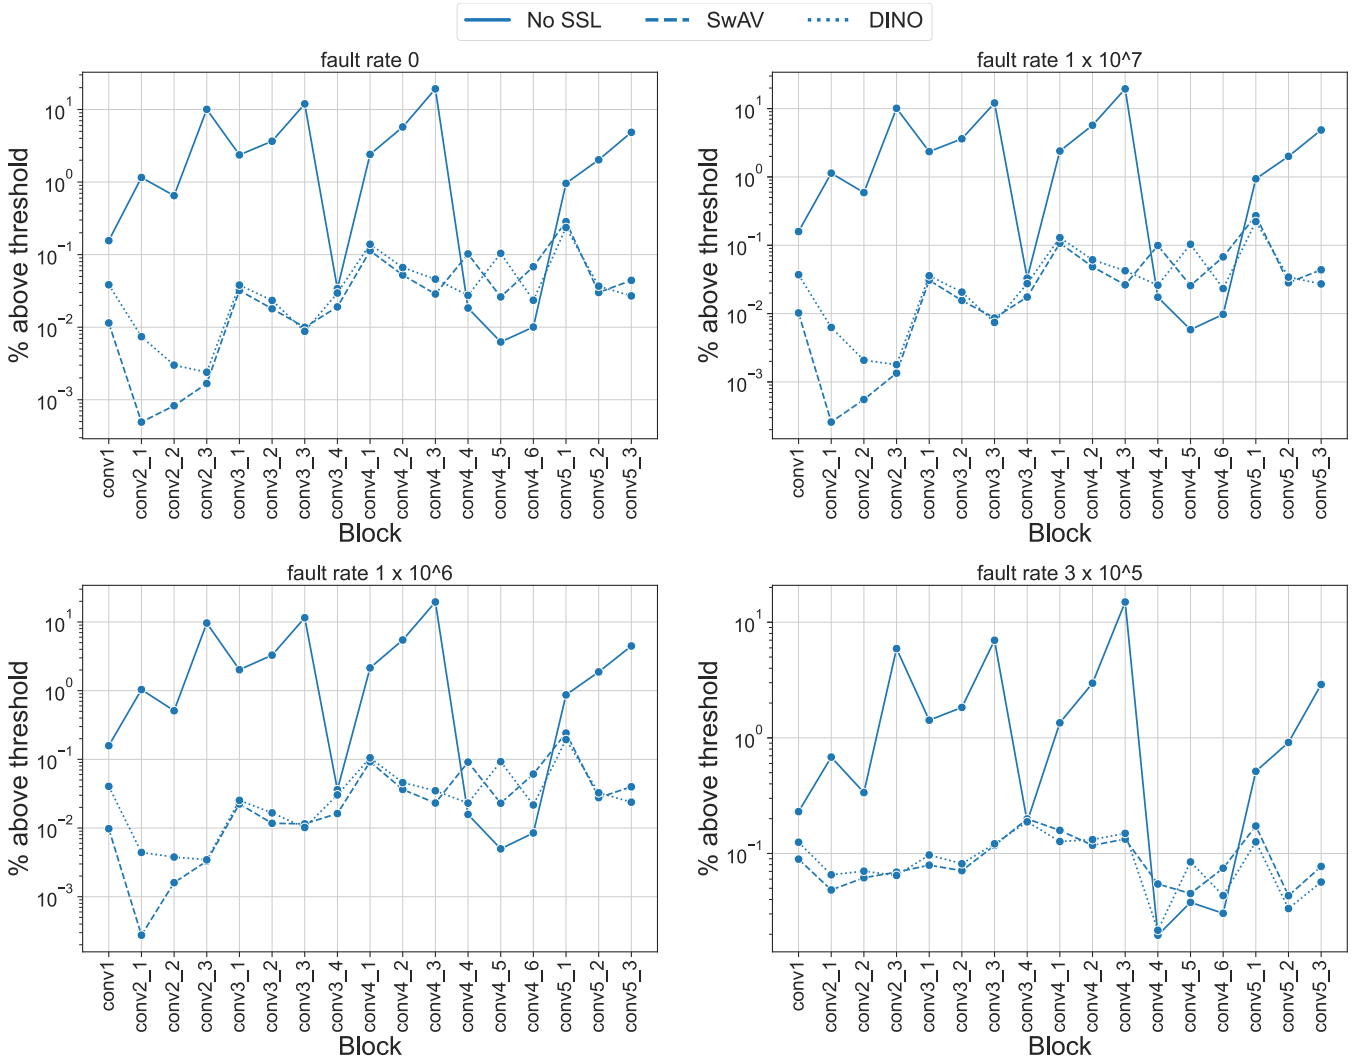 No SSL SwAV DINO
fault rate 0
% above threshold
10^1
10^0
10^−1
10^−2
10^−3
conv1 conv2_1 conv2_2 conv2_3 conv3_1 conv3_2 conv3_3 conv3_4 conv4_1 conv4_2 conv4_3 conv4_4 conv4_5 conv4_6 conv5_1 conv5_2 conv5_3
Block
fault rate 1 x 10^7
% above threshold
10^1
10^0
10^−1
10^−2
10^−3
conv1 conv2_1 conv2_2 conv2_3 conv3_1 conv3_2 conv3_3 conv3_4 conv4_1 conv4_2 conv4_3 conv4_4 conv4_5 conv4_6 conv5_1 conv5_2 conv5_3
Block
fault rate 1 x 10^6
% above threshold
10^1
10^0
10^−1
10^−2
10^−3
conv1 conv2_1 conv2_2 conv2_3 conv3_1 conv3_2 conv3_3 conv3_4 conv4_1 conv4_2 conv4_3 conv4_4 conv4_5 conv4_6 conv5_1 conv5_2 conv5_3
Block
fault rate 3 x 10^5
% above threshold
10^1
10^0
10^−1
conv1 conv2_1 conv2_2 conv2_3 conv3_1 conv3_2 conv3_3 conv3_4 conv4_1 conv4_2 conv4_3 conv4_4 conv4_5 conv4_6 conv5_1 conv5_2 conv5_3
Block